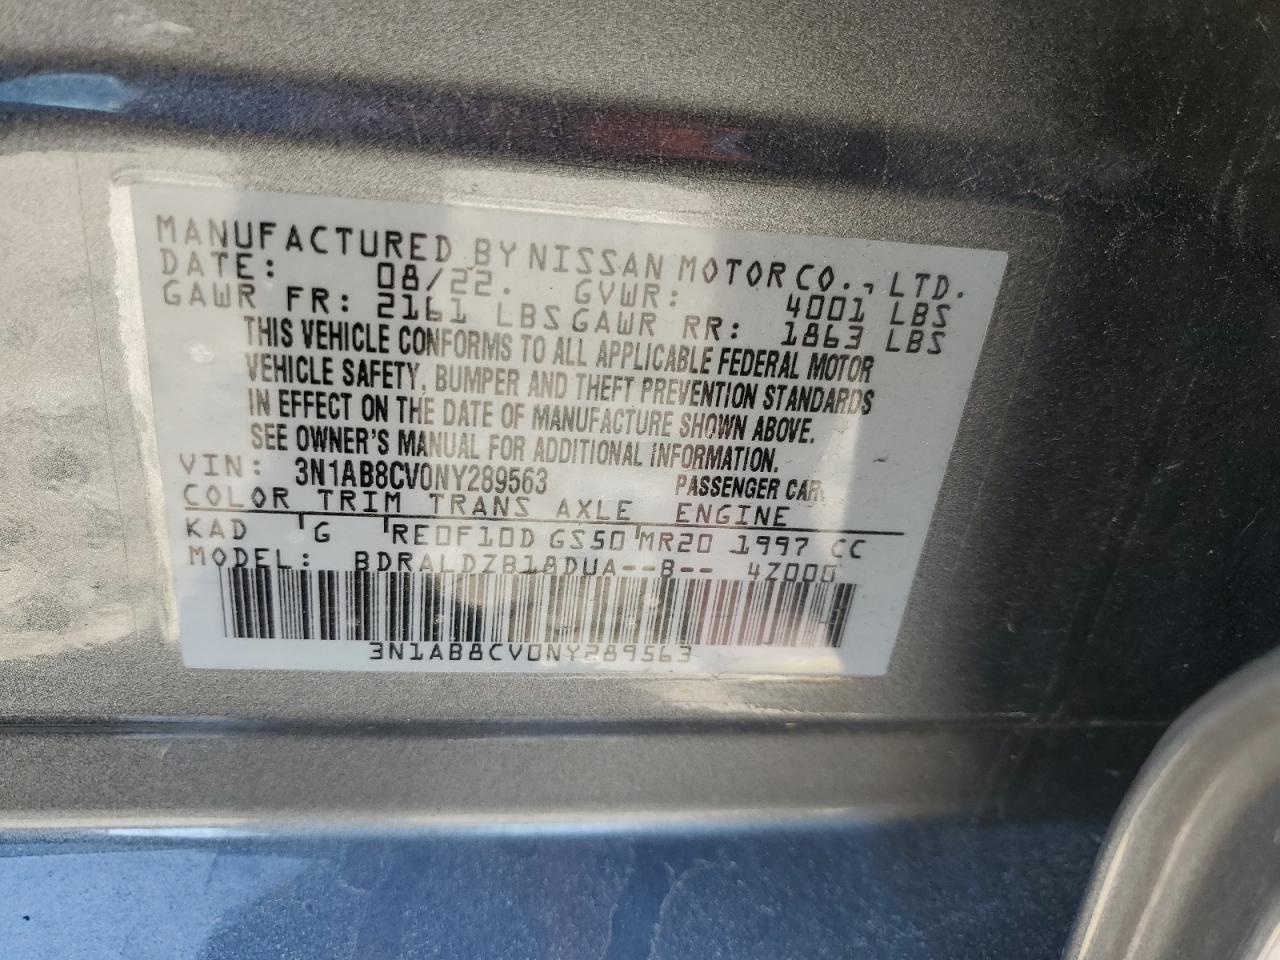 MANUFACTURED BY NISSAN MOTOR CO., LTD.
DATE: 08/22. GVWR: 4001 LBS
GAWR FR: 2161 LBS GAWR RR: 1863 LBS
THIS VEHICLE CONFORMS TO ALL APPLICABLE FEDERAL MOTOR
VEHICLE SAFETY, BUMPER AND THEFT PREVENTION STANDARDS
IN EFFECT ON THE DATE OF MANUFACTURE SHOWN ABOVE.
SEE OWNER'S MANUAL FOR ADDITIONAL INFORMATION.
VIN: 3N1AB8CV0NY289563 PASSENGER CAR
COLOR TRIM TRANS AXLE ENGINE
KAD G RE0F10D GS50 MR20 1997 CC
MODEL: BDRALDZB18DUA--B-- 4Z000
3N1AB8CV0NY289563